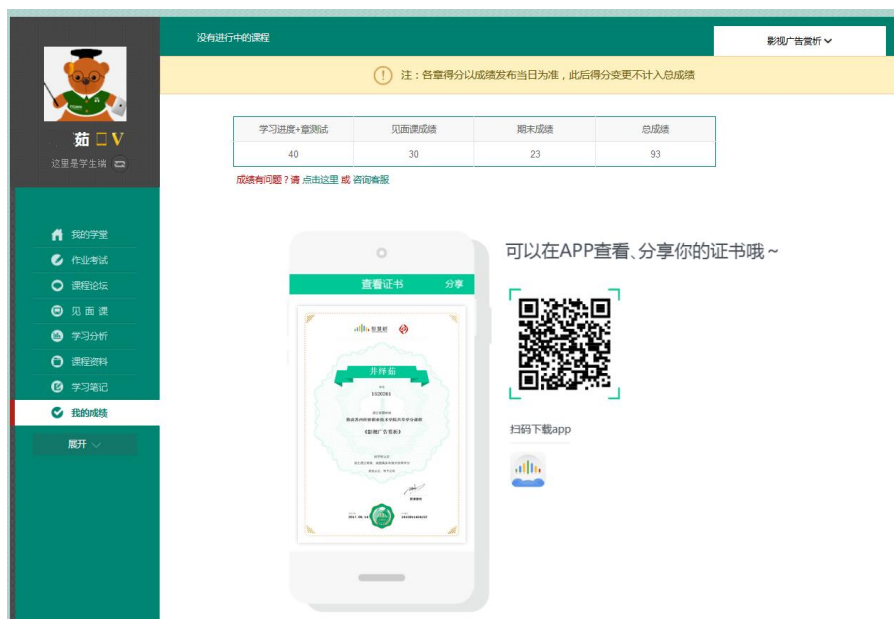 没有进行中的课程
影视广告赏析
注：各章得分以成绩发布当日为准，此后得分变更不计入总成绩
茹 V
这里是学生端
学习进度+章测试 见面课成绩 期末成绩 总成绩
40 30 23 93
成绩有问题？请 点击这里 或 咨询客服
我的学堂
作业考试
课程论坛
见面课
学习分析
课程资料
学习笔记
我的成绩
展开
查看证书 分享
《影视广告赏析》
可以在APP查看、分享你的证书哦~
扫码下载app